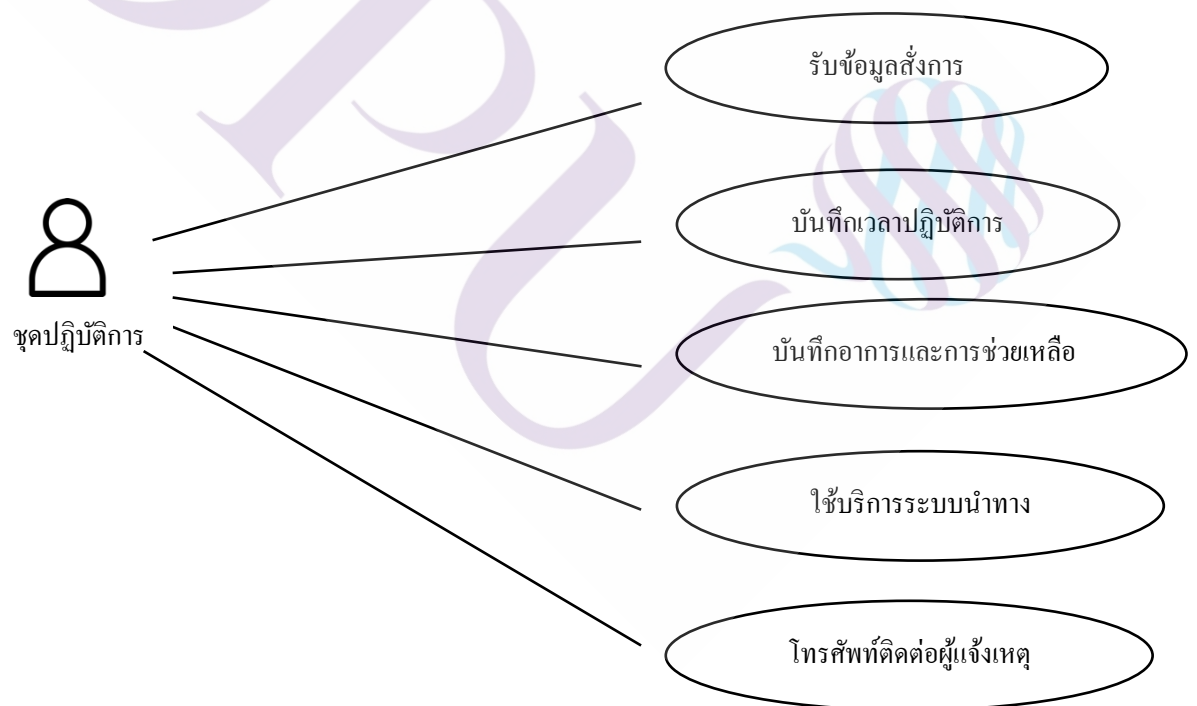 รับข้อมูลสั่งการ
บันทึกเวลาปฏิบัติการ
ชุดปฏิบัติการ
บันทึกอาการและการช่วยเหลือ
ใช้บริการระบบนำทาง
โทรศัพท์ติดต่อผู้แจ้งเหตุ